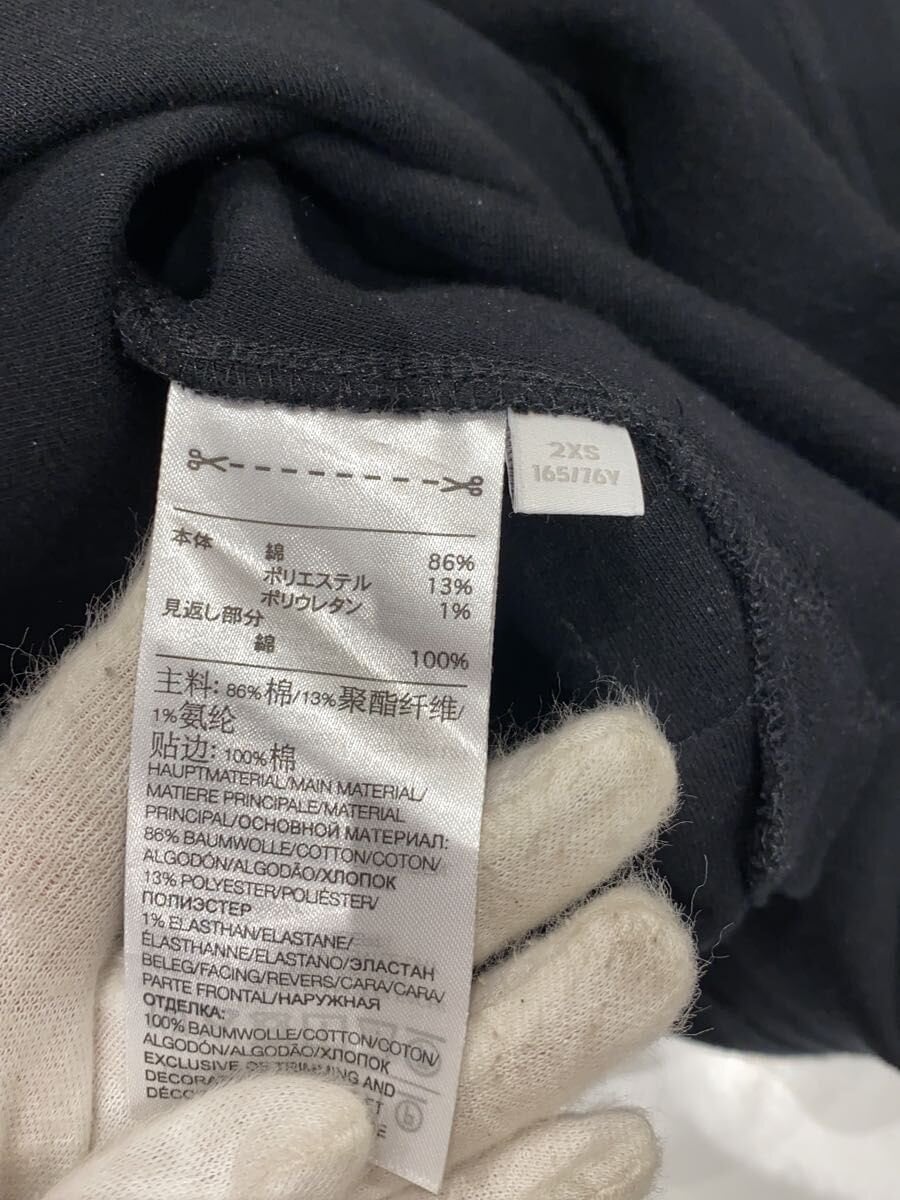 2XS
165/76Y
本体 綿 86%
ポリエステル 13%
ポリウレタン 1%
見返し部分
綿 100%
主料: 86%棉/13%聚酯纤维/
1%氨纶
贴边: 100%棉
HAUPTMATERIAL/MAIN MATERIAL/
MATIERE PRINCIPALE/MATERIAL
PRINCIPAL/ОСНОВНОЙ МАТЕРИАЛ:
86% BAUMWOLLE/COTTON/COTON/
ALGODÓN/ALGODÃO/ХЛОПОК
13% POLYESTER/POLIÉSTER/
ПОЛИЭСТЕР
1% ELASTHAN/ELASTANE/
ÉLASTHANNE/ELASTANO/ЭЛАСТАН
BELEG/FACING/REVERS/CARA/CARA/
PARTE FRONTAL/НАРУЖНАЯ
ОТДЕЛКА:
100% BAUMWOLLE/COTTON/COTON/
ALGODÓN/ALGODÃO/ХЛОПОК
EXCLUSIVE OF TRIMMING AND